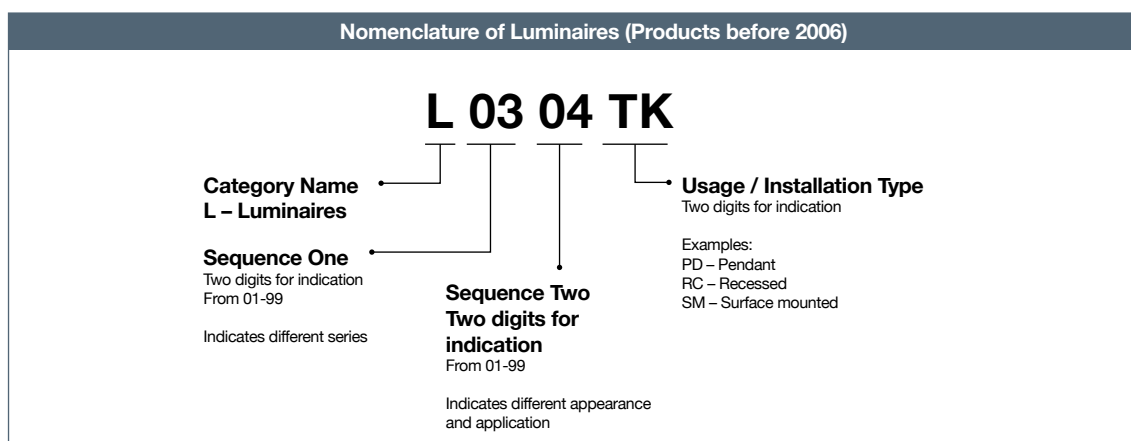 Nomenclature of Luminaires (Products before 2006)
L 03 04 TK
Category Name
L – Luminaires
Sequence One
Two digits for indication
From 01-99
Indicates different series
Sequence Two
Two digits for
indication
From 01-99
Indicates different appearance
and application
Usage / Installation Type
Two digits for indication
Examples:
PD – Pendant
RC – Recessed
SM – Surface mounted